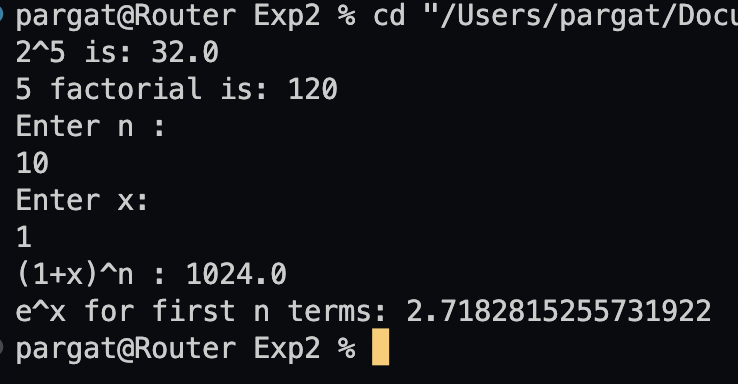 pargat@Router Exp2 % cd "/Users/pargat/Docu
2^5 is: 32.0
5 factorial is: 120
Enter n :
10
Enter x:
1
(1+x)^n : 1024.0
e^x for first n terms: 2.7182815255731922
pargat@Router Exp2 %